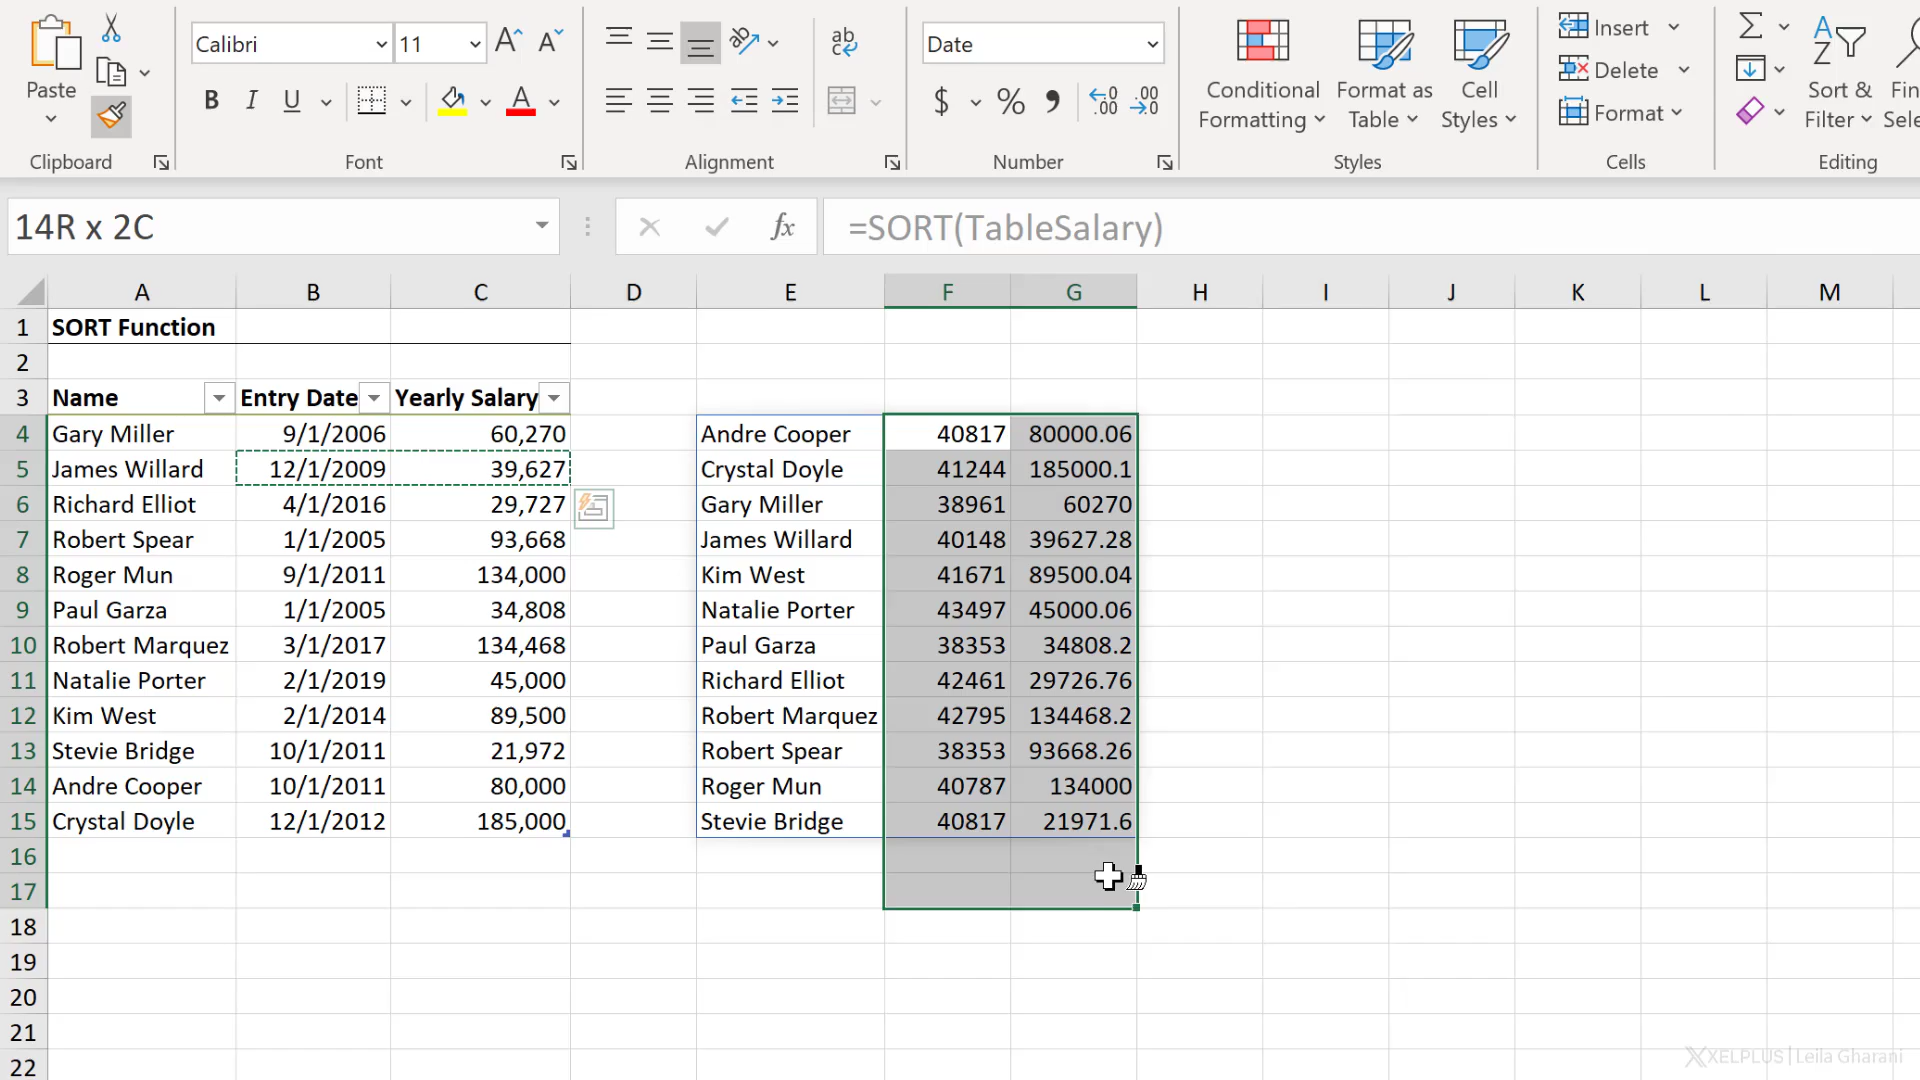 Calibri 11 ab Date Insert
Paste B I U $ % Conditional Formatting Format as Table Cell Styles Delete Sort & Filter
Format
Clipboard Font Alignment Number Styles Cells Editing
14R x 2C fx =SORT(TableSalary)
A B C D E F G H I J K L M
1 SORT Function
2
3 Name Entry Date Yearly Salary
4 Gary Miller 9/1/2006 60,270 Andre Cooper 40817 80000.06
5 James Willard 12/1/2009 39,627 Crystal Doyle 41244 185000.1
6 Richard Elliot 4/1/2016 29,727 Gary Miller 38961 60270
7 Robert Spear 1/1/2005 93,668 James Willard 40148 39627.28
8 Roger Mun 9/1/2011 134,000 Kim West 41671 89500.04
9 Paul Garza 1/1/2005 34,808 Natalie Porter 43497 45000.06
10 Robert Marquez 3/1/2017 134,468 Paul Garza 38353 34808.2
11 Natalie Porter 2/1/2019 45,000 Richard Elliot 42461 29726.76
12 Kim West 2/1/2014 89,500 Robert Marquez 42795 134468.2
13 Stevie Bridge 10/1/2011 21,972 Robert Spear 38353 93668.26
14 Andre Cooper 10/1/2011 80,000 Roger Mun 40787 134000
15 Crystal Doyle 12/1/2012 185,000 Stevie Bridge 40817 21971.6
16
17
18
19
20
21
22
XELPLUS | Leila Gharani